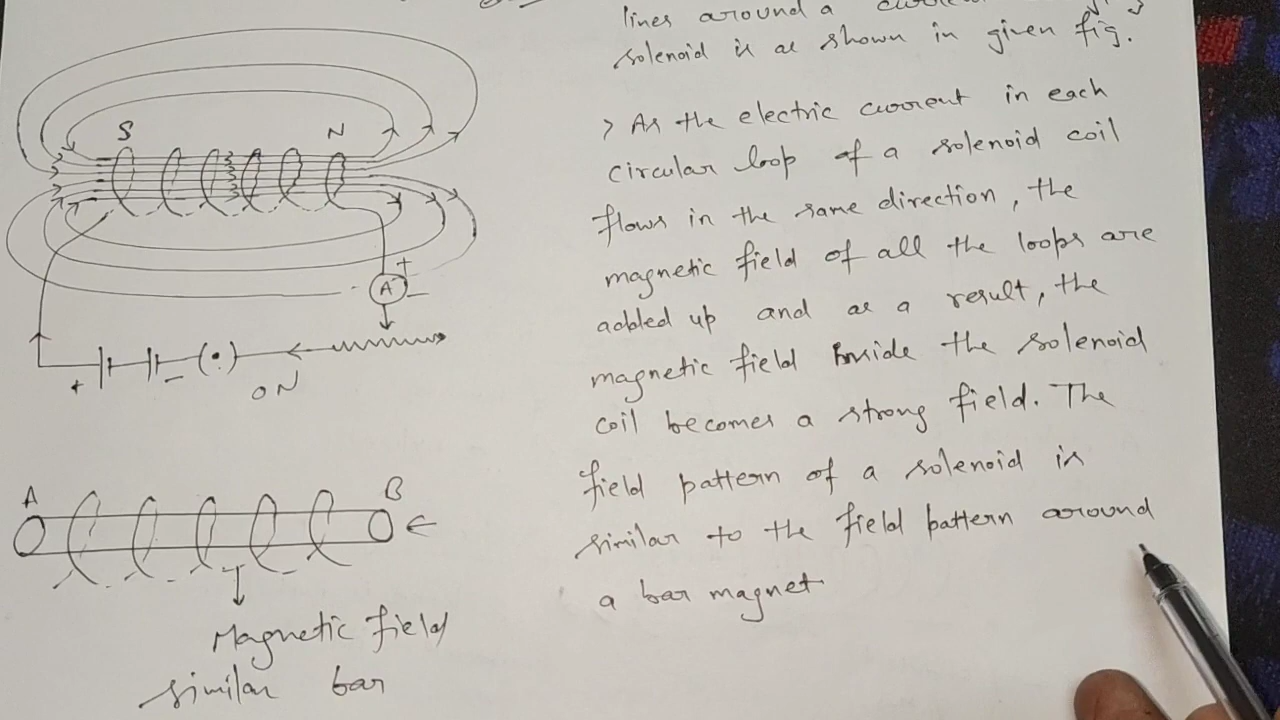 lines around a
solenoid is as shown in given fig.
> As the electric current in each
circular loop of a solenoid coil
flows in the same direction, the
magnetic field of all the loops are
added up and as a result, the
magnetic field inside the solenoid
coil becomes a strong field. The
field pattern of a solenoid is
similar to the field pattern around
a bar magnet
S N
+
A
-
+ - (•)
ON
A B
Magnetic field
similar bar